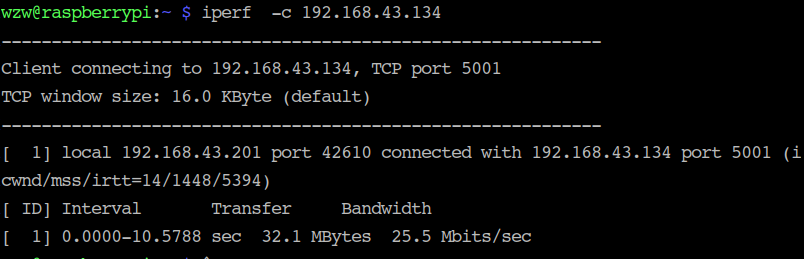 wzw@raspberrypi:~ $ iperf  -c 192.168.43.134
------------------------------------------------------------
Client connecting to 192.168.43.134, TCP port 5001
TCP window size: 16.0 KByte (default)
------------------------------------------------------------
[  1] local 192.168.43.201 port 42610 connected with 192.168.43.134 port 5001 (i
cwnd/mss/irtt=14/1448/5394)
[ ID] Interval       Transfer     Bandwidth
[  1] 0.0000-10.5788 sec  32.1 MBytes  25.5 Mbits/sec